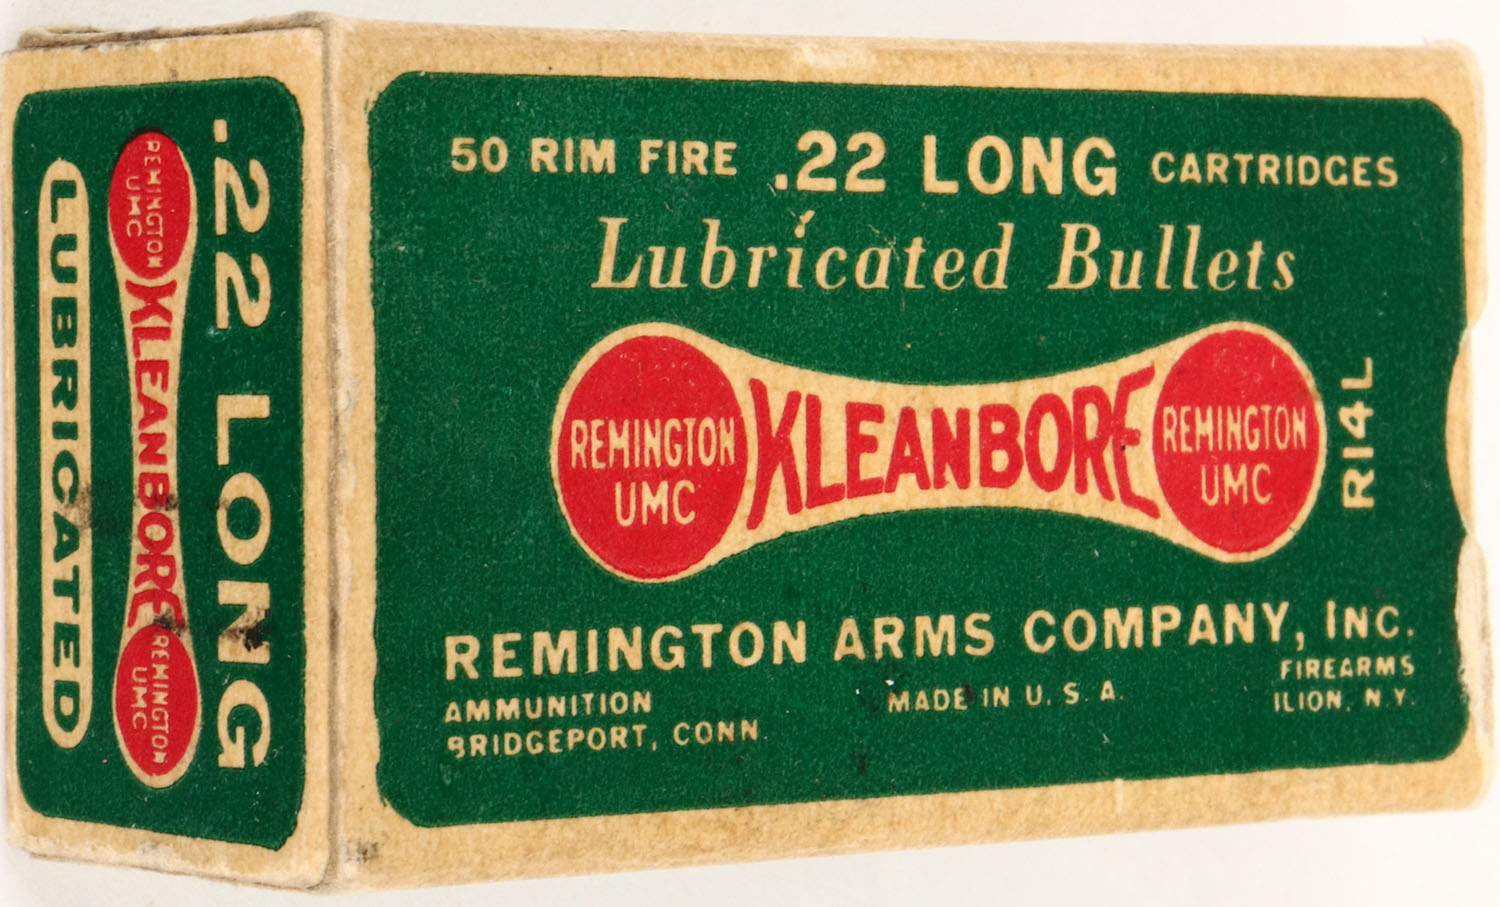 50 RIM FIRE .22 LONG CARTRIDGES
Lubricated Bullets
REMINGTON UMC KLEANBORE REMINGTON UMC
R14L
REMINGTON ARMS COMPANY, INC.
AMMUNITION
BRIDGEPORT, CONN.
MADE IN U.S.A.
FIREARMS
ILION, N.Y.
.22 LONG
REMINGTON UMC KLEANBORE REMINGTON UMC
LUBRICATED